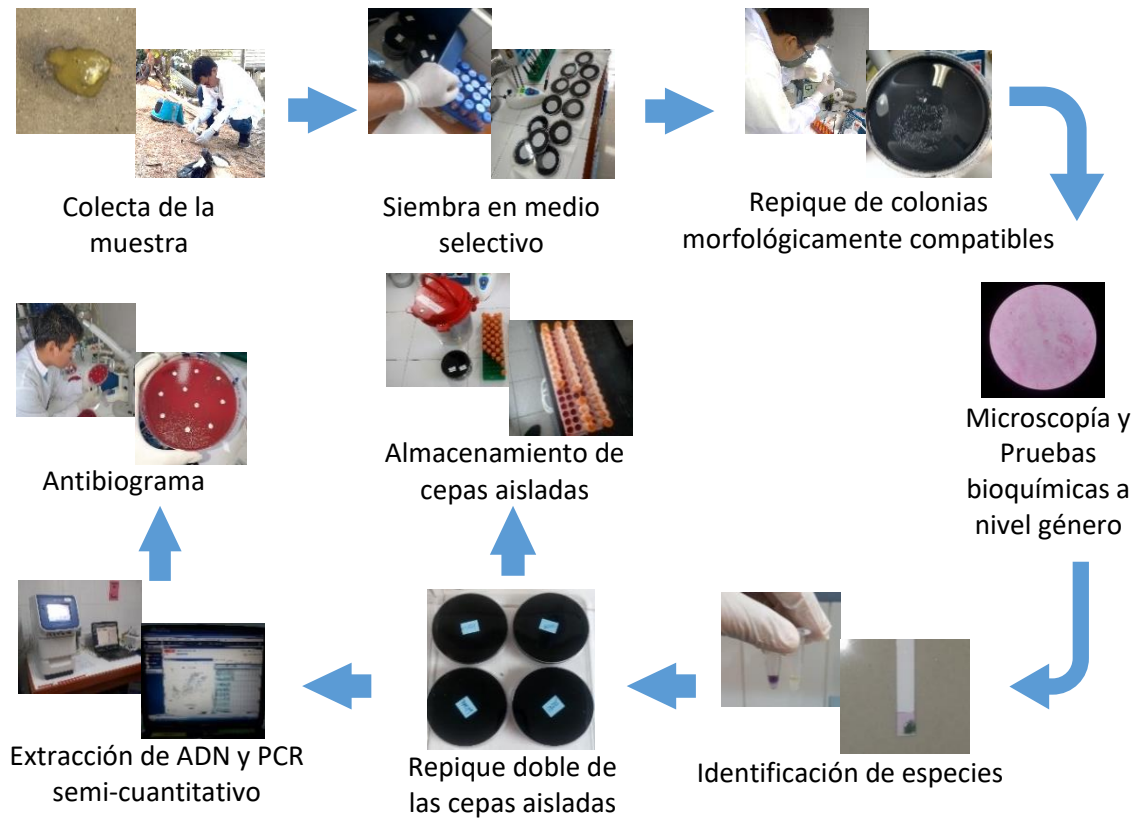 Colecta de la
muestra
Siembra en medio
selectivo
Repique de colonias
morfológicamente compatibles
Microscopía y
Pruebas
bioquímicas a
nivel género
Identificación de especies
Repique doble de
las cepas aisladas
Almacenamiento de
cepas aisladas
Extracción de ADN y PCR
semi-cuantitativo
Antibiograma